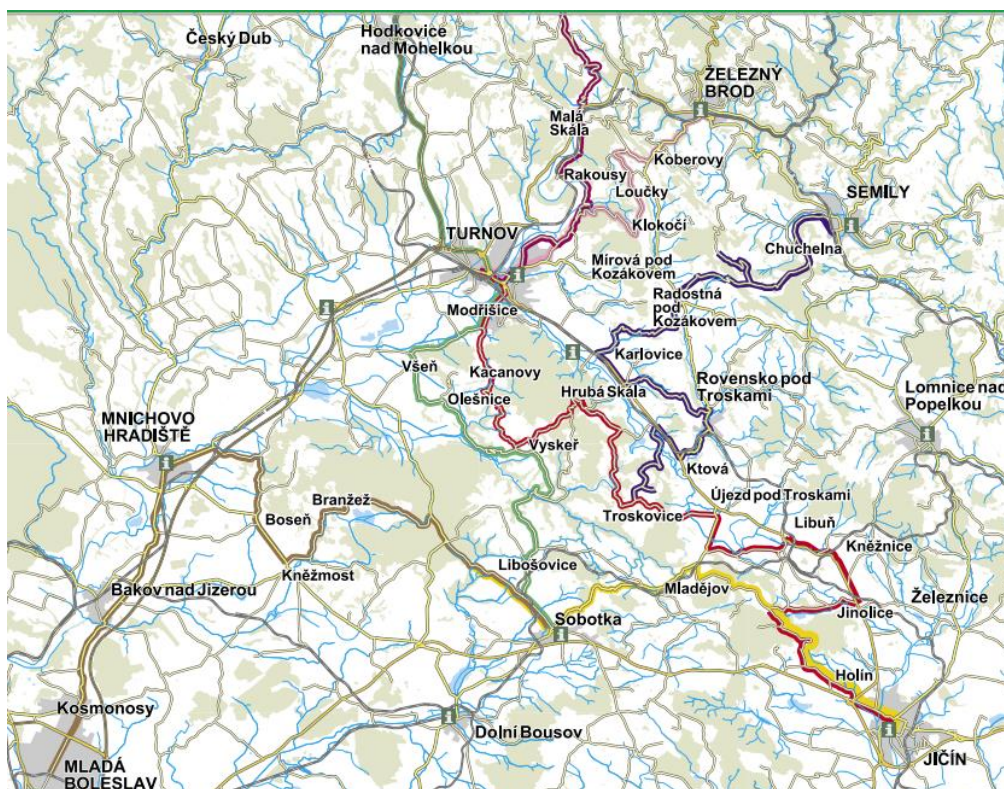 Český Dub
Hodkovice
nad Mohelkou
ŽELEZNÝ
BROD
Malá
Skála
Koberovy
Rakousy
Loučky
SEMILY
Klokočí
TURNOV
Chuchelna
Mírová pod
Kozákovem
Radostná
pod
Kozákovem
Modřišice
Karlovice
Všeň
Kacanovy
Rovensko pod
Troskami
Olešnice
Hrubá Skála
Lomnice nad
Popelkou
MNICHOVO
HRADIŠTĚ
Vyskeř
Ktová
Branžež
Újezd pod Troskami
Troskovice
Boseň
Libuň
Kněžnice
Libošovice
Kněžmost
Mladějov
Bakov nad Jizerou
Železnice
Jinolice
Sobotka
Holín
Kosmonosy
Dolní Bousov
JIČÍN
MLADÁ
BOLESLAV
i
i
i
i
i
i
i
i
i